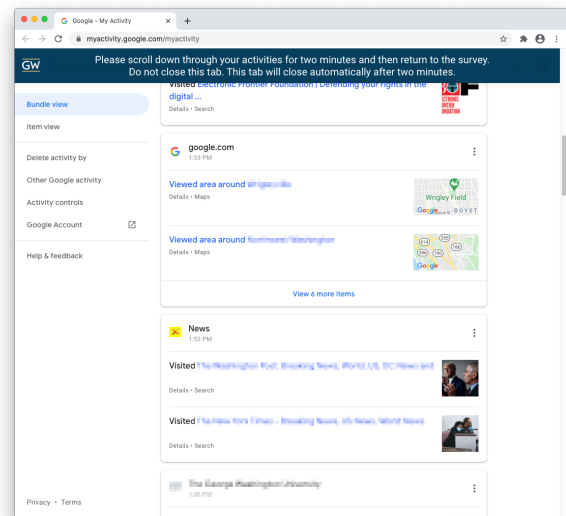 Google - My Activity
myactivity.google.com/myactivity
GW
Please scroll down through your activities for two minutes and then return to the survey.
Do not close this tab. This tab will close automatically after two minutes.
Visited Electronic Frontier Foundation | Defending your rights in the
digital ...
Details • Search
Bundle view
Item view
Delete activity by
Other Google activity
Activity controls
Google Account
Help & feedback
google.com
1:53 PM
Viewed area around
Details • Maps
Wrigley Field
Google
BOYST
Viewed area around
Details • Maps
Google
View 6 more items
News
1:52 PM
Visited
Details • Search
Visited
Details • Search
Privacy • Terms